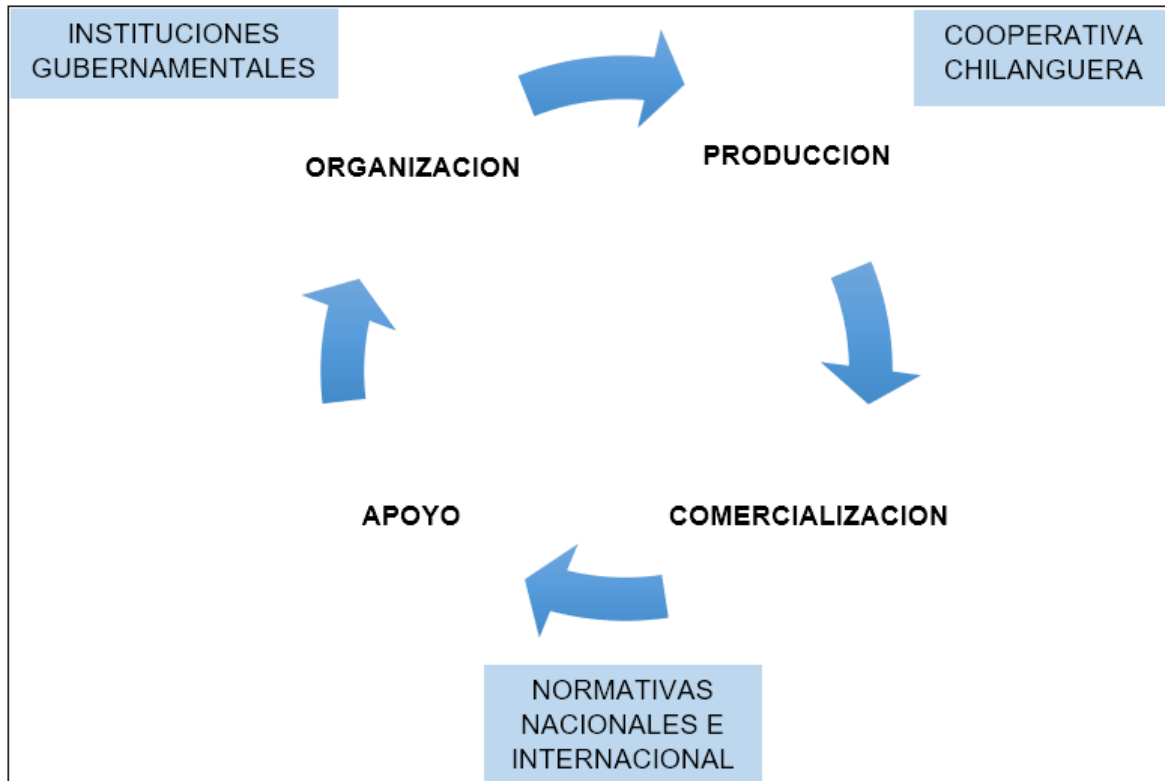 INSTITUCIONES
GUBERNAMENTALES
COOPERATIVA
CHILANGUERA
ORGANIZACION
PRODUCCION
APOYO
COMERCIALIZACION
NORMATIVAS
NACIONALES E
INTERNACIONAL